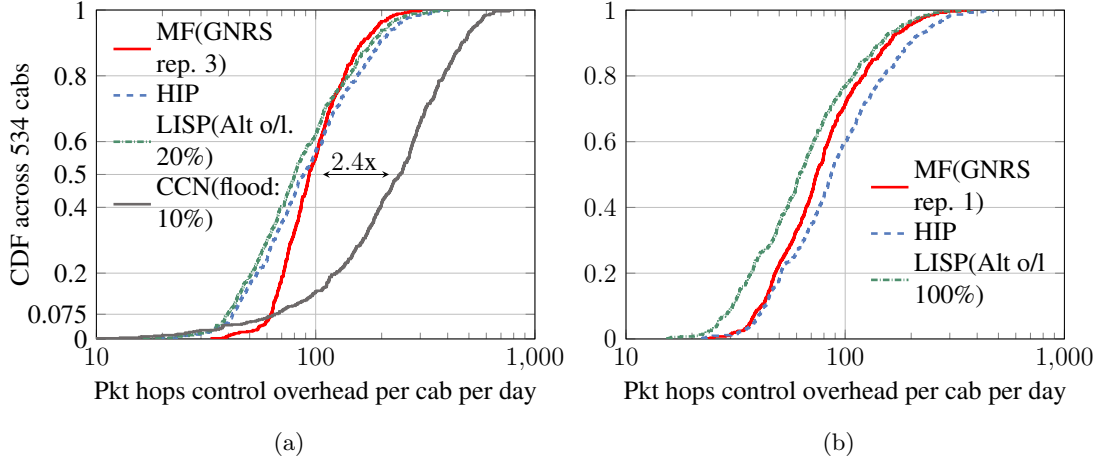 1
0.8
0.6
0.4
0.2
0.075
0
CDF across 534 cabs
MF(GNRS
rep. 3)
HIP
LISP(Alt o/l.
20%)
CCN(flood:
10%)
2.4x
10
100
1,000
Pkt hops control overhead per cab per day
(a)
1
0.8
0.6
0.4
0.2
0
MF(GNRS
rep. 1)
HIP
LISP(Alt o/l
100%)
10
100
1,000
Pkt hops control overhead per cab per day
(b)